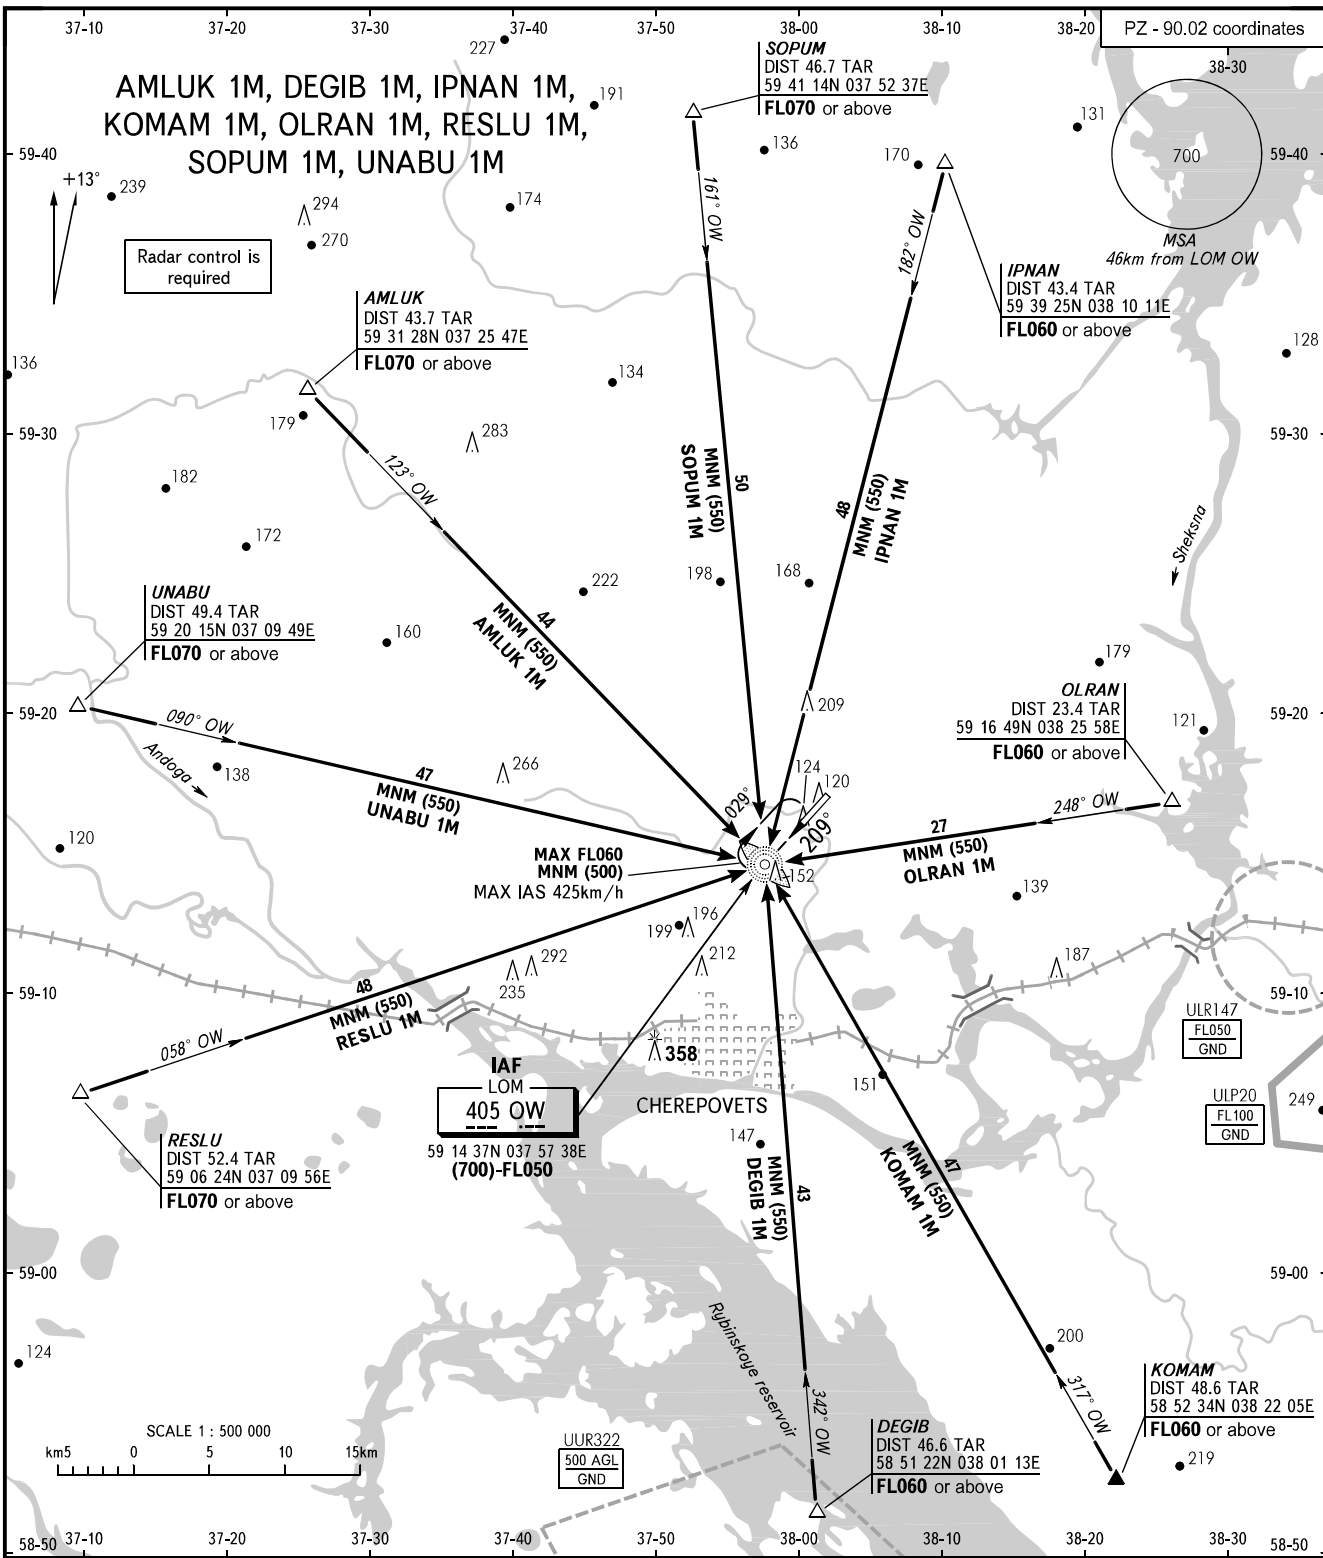 37-10
37-20
37-30
37-40
37-50
38-00
38-10
38-20
PZ - 90.02 coordinates
38-30
AMLUK 1M, DEGIB 1M, IPNAN 1M,
KOMAM 1M, OLRAN 1M, RESLU 1M,
SOPUM 1M, UNABU 1M
227
191
SOPUM
DIST 46.7 TAR
59 41 14N 037 52 37E
FL070 or above
136
170
131
700
MSA
46km from LOM OW
59-40
59-40
+13°
239
294
270
174
Radar control is
required
161° OW
182° OW
IPNAN
DIST 43.4 TAR
59 39 25N 038 10 11E
FL060 or above
AMLUK
DIST 43.7 TAR
59 31 28N 037 25 47E
FL070 or above
136
134
128
179
283
59-30
59-30
123° OW
182
172
50
MNM (550)
SOPUM 1M
48
MNM (550)
IPNAN 1M
Sheksna
222
198
168
UNABU
DIST 49.4 TAR
59 20 15N 037 09 49E
FL070 or above
160
44
MNM (550)
AMLUK 1M
179
OLRAN
DIST 23.4 TAR
59 16 49N 038 25 58E
FL060 or above
121
209
59-20
59-20
090° OW
Andoga
138
47
MNM (550)
UNABU 1M
266
124
120
029°
209°
248° OW
27
MNM (550)
OLRAN 1M
120
MAX FL060
MNM (500)
MAX IAS 425km/h
152
139
199
196
212
292
235
187
59-10
59-10
48
MNM (550)
RESLU 1M
058° OW
ULR147
FL050
GND
358
IAF
LOM
405 OW
59 14 37N 037 57 38E
(700)-FL050
CHEREPOVETS
151
ULP20
FL100
GND
249
RESLU
DIST 52.4 TAR
59 06 24N 037 09 56E
FL070 or above
147
43
MNM (550)
DEGIB 1M
47
MNM (550)
KOMAM 1M
59-00
59-00
Rybinskoye reservoir
200
124
342° OW
317° OW
KOMAM
DIST 48.6 TAR
58 52 34N 038 22 05E
FL060 or above
SCALE 1 : 500 000
km5
0
5
10
15km
UUR322
500 AGL
GND
DEGIB
DIST 46.6 TAR
58 51 22N 038 01 13E
FL060 or above
219
58-50
37-10
37-20
37-30
37-40
37-50
38-00
38-10
38-20
38-30
58-50